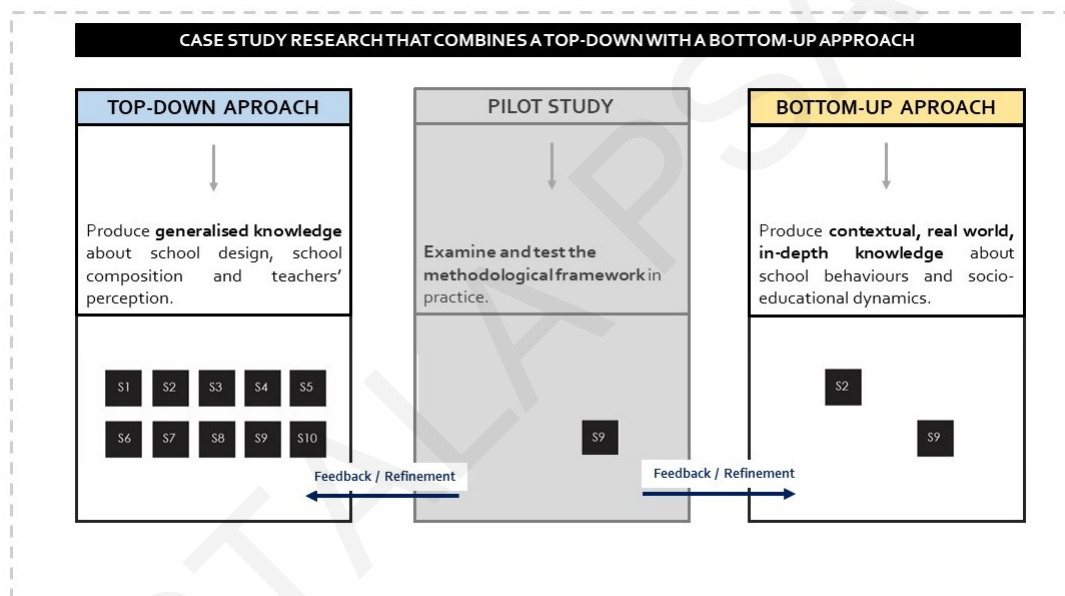 CASE STUDY RESEARCH THAT COMBINES A TOP-DOWN WITH A BOTTOM-UP APPROACH
TOP-DOWN APROACH
Produce generalised knowledge
about school design, school
composition and teachers'
perception.
S1 S2 S3 S4 S5
S6 S7 S8 S9 S10
PILOT STUDY
Examine and test the
methodological framework in
practice.
S9
BOTTOM-UP APROACH
Produce contextual, real world,
in-depth knowledge about
school behaviours and socio-
educational dynamics.
S2
S9
Feedback / Refinement
Feedback / Refinement